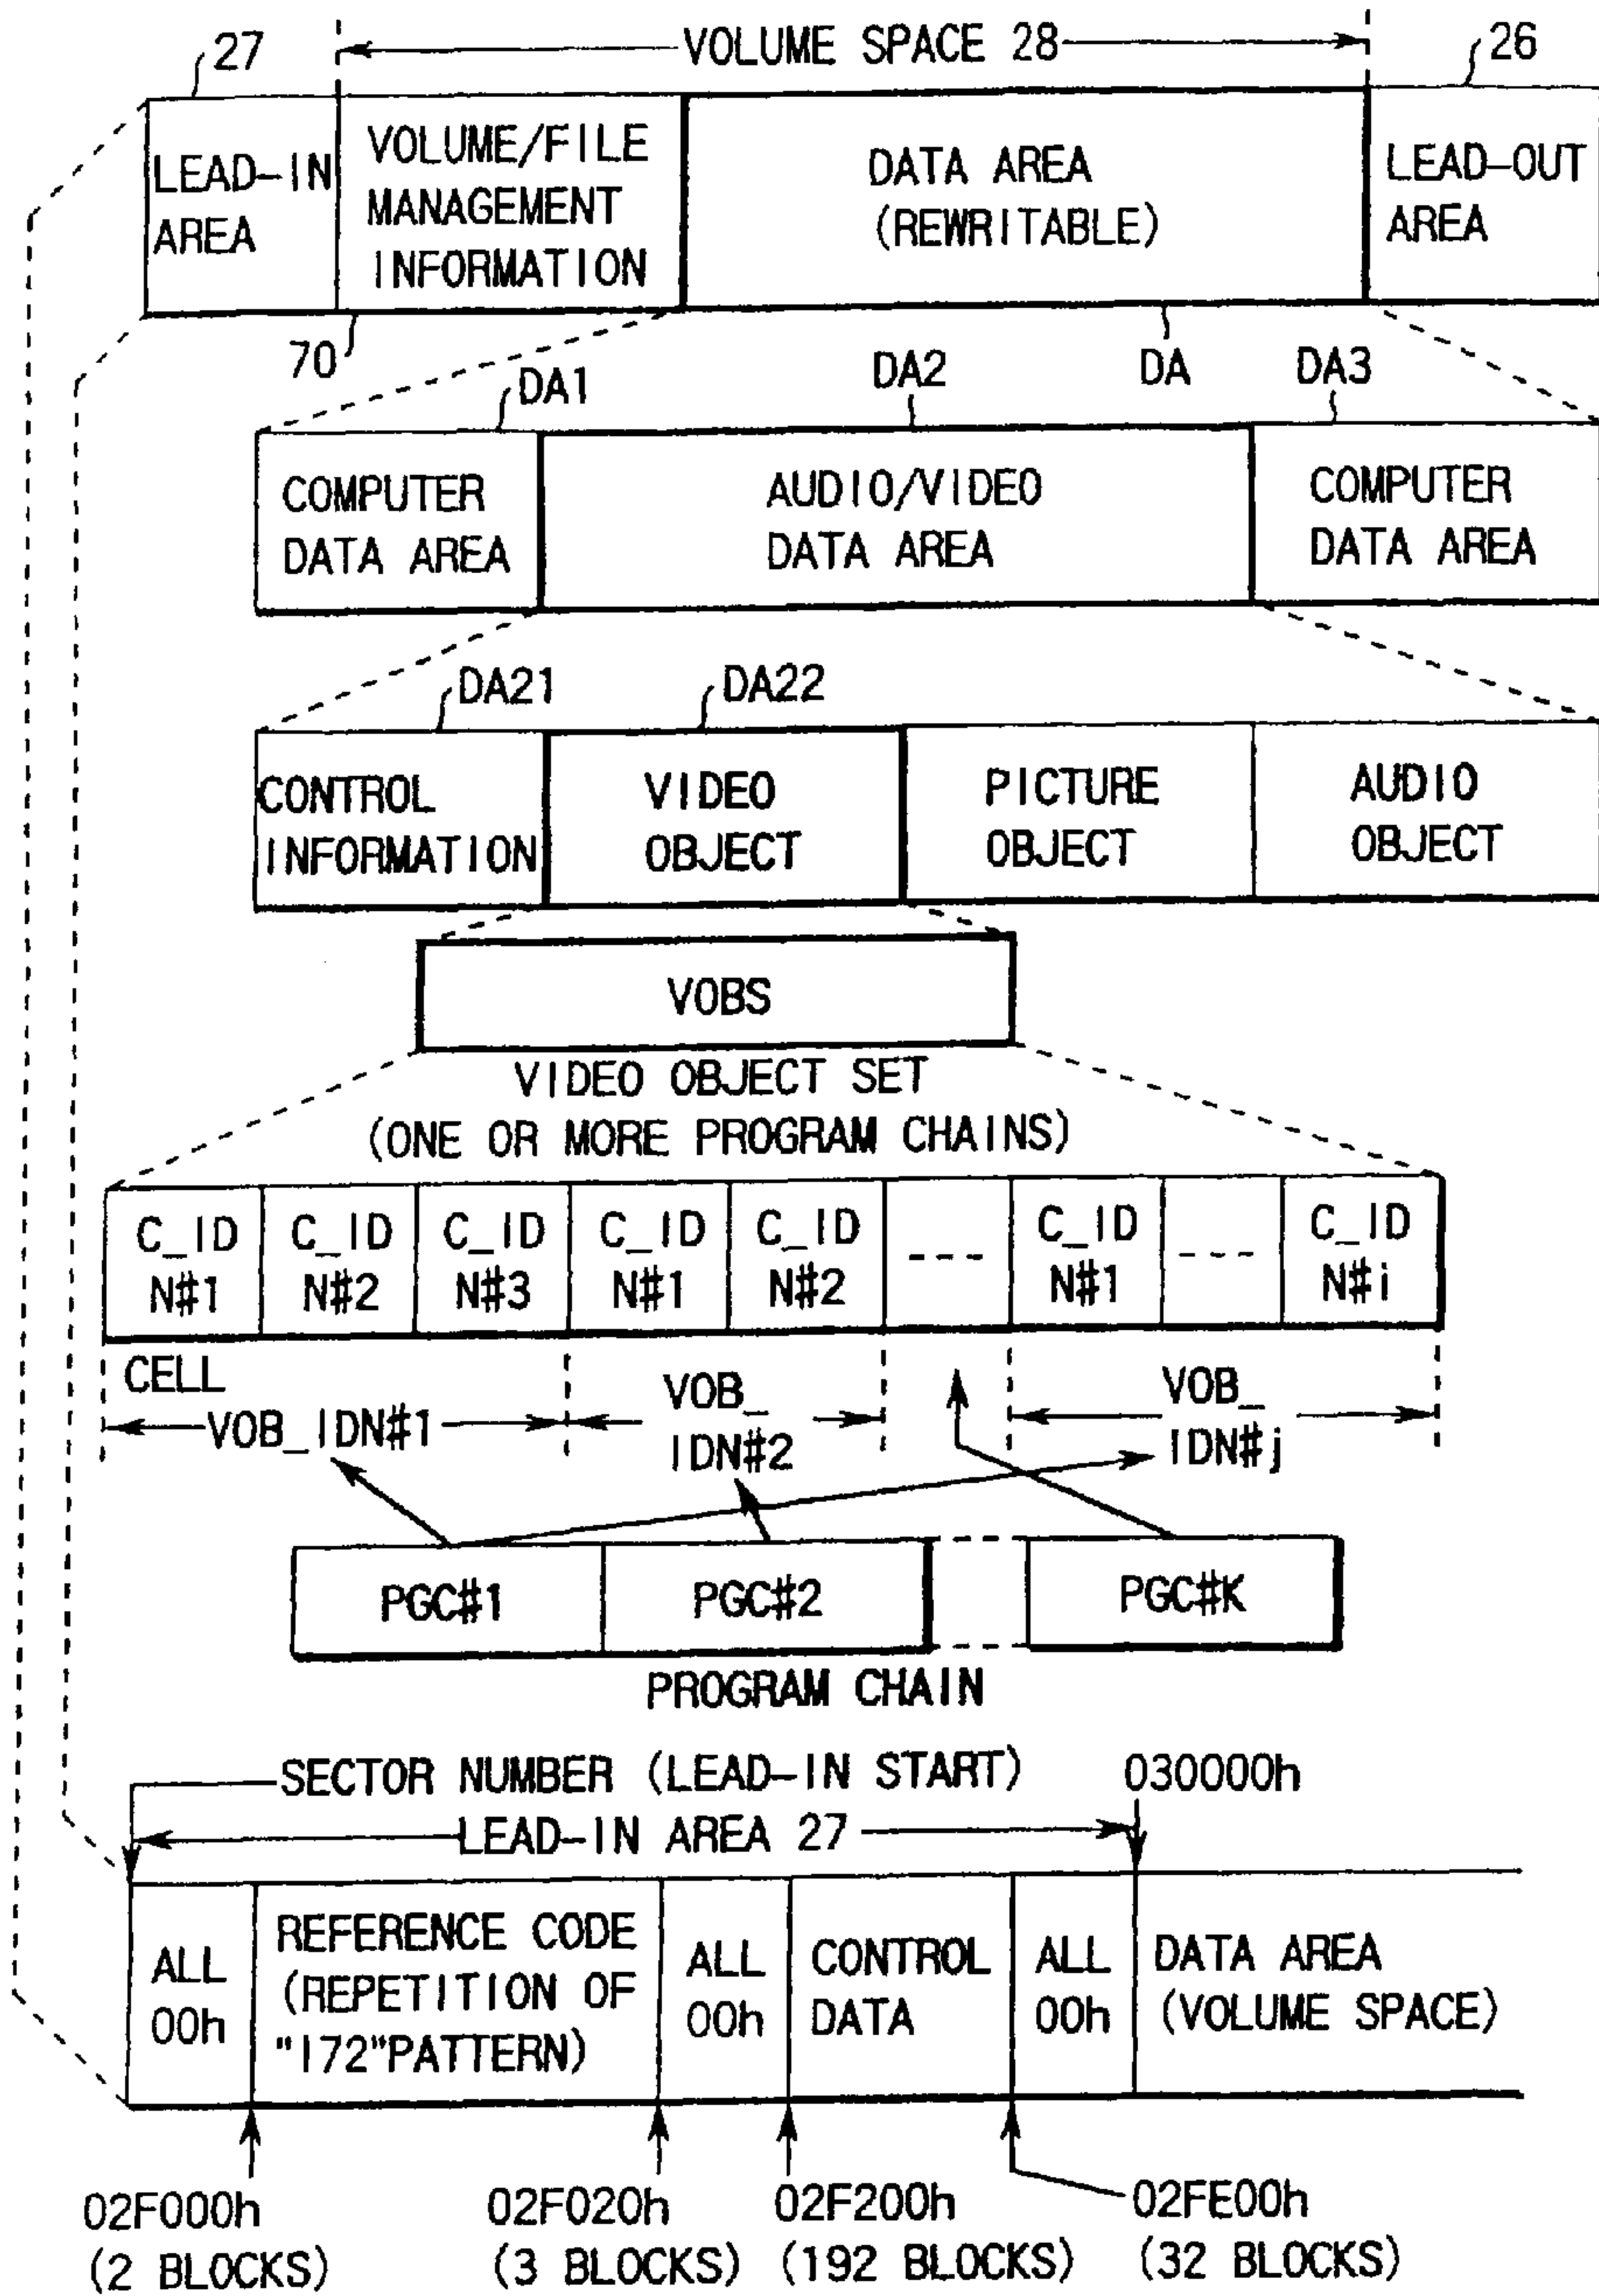 27
VOLUME SPACE 28
26
LEAD-IN
AREA
VOLUME/FILE
MANAGEMENT
INFORMATION
DATA AREA
(REWRITABLE)
LEAD-OUT
AREA
70
DA1
DA2
DA
DA3
COMPUTER
DATA AREA
AUDIO/VIDEO
DATA AREA
COMPUTER
DATA AREA
DA21
DA22
CONTROL
INFORMATION
VIDEO
OBJECT
PICTURE
OBJECT
AUDIO
OBJECT
VOBS
VIDEO OBJECT SET
(ONE OR MORE PROGRAM CHAINS)
C_ID
N#1
C_ID
N#2
C_ID
N#3
C_ID
N#1
C_ID
N#2
---
C_ID
N#1
---
C_ID
N#i
CELL
VOB_IDN#1
VOB_
IDN#2
VOB_
IDN#j
PGC#1
PGC#2
PGC#K
PROGRAM CHAIN
SECTOR NUMBER (LEAD-IN START)
030000h
LEAD-IN AREA 27
ALL
00h
REFERENCE CODE
(REPETITION OF
"172"PATTERN)
ALL
00h
CONTROL
DATA
ALL
00h
DATA AREA
(VOLUME SPACE)
02F000h
(2 BLOCKS)
02F020h
(3 BLOCKS)
02F200h
(192 BLOCKS)
02FE00h
(32 BLOCKS)